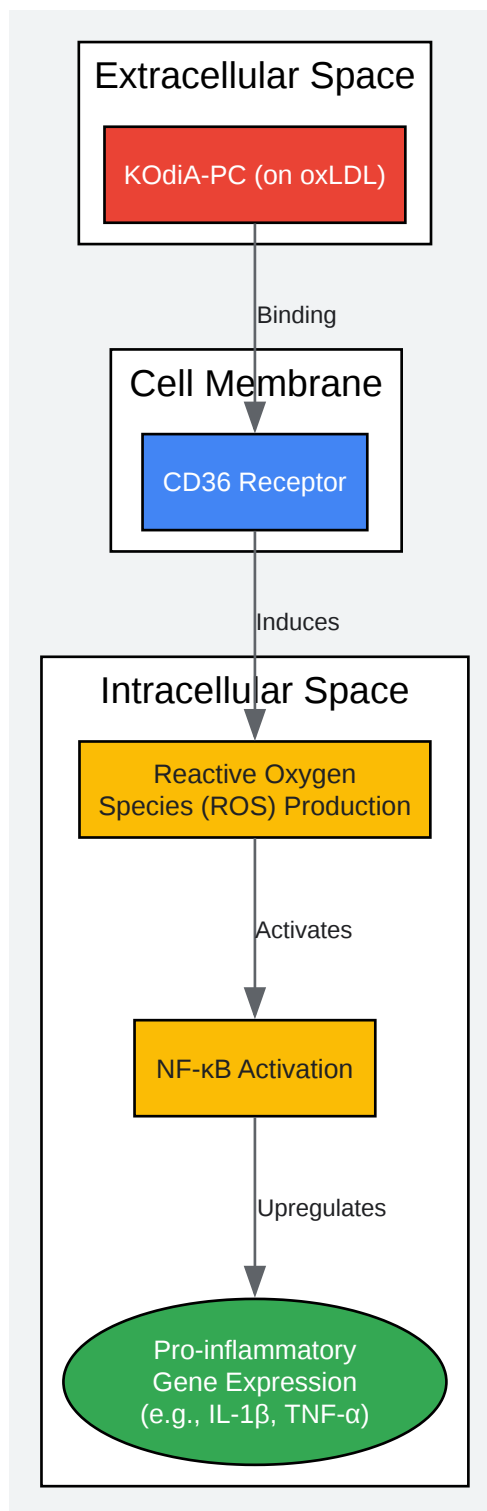 Extracellular Space
KOdiA-PC (on oxLDL)
Binding
Cell Membrane
CD36 Receptor
Induces
Intracellular Space
Reactive Oxygen
Species (ROS) Production
Activates
NF-κB Activation
Upregulates
Pro-inflammatory
Gene Expression
(e.g., IL-1β, TNF-α)